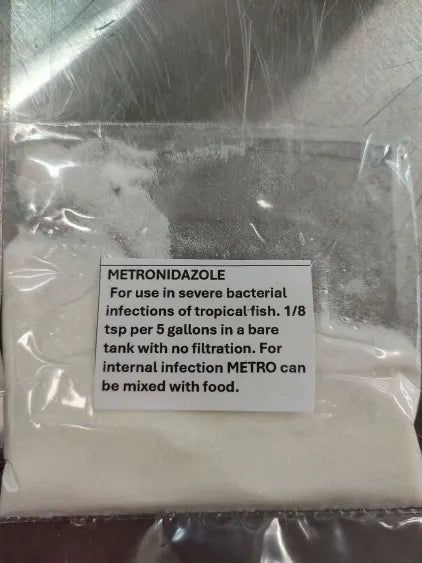 METRONIDAZOLE
For use in severe bacterial
infections of tropical fish. 1/8
tsp per 5 gallons in a bare
tank with no filtration. For
internal infection METRO can
be mixed with food.